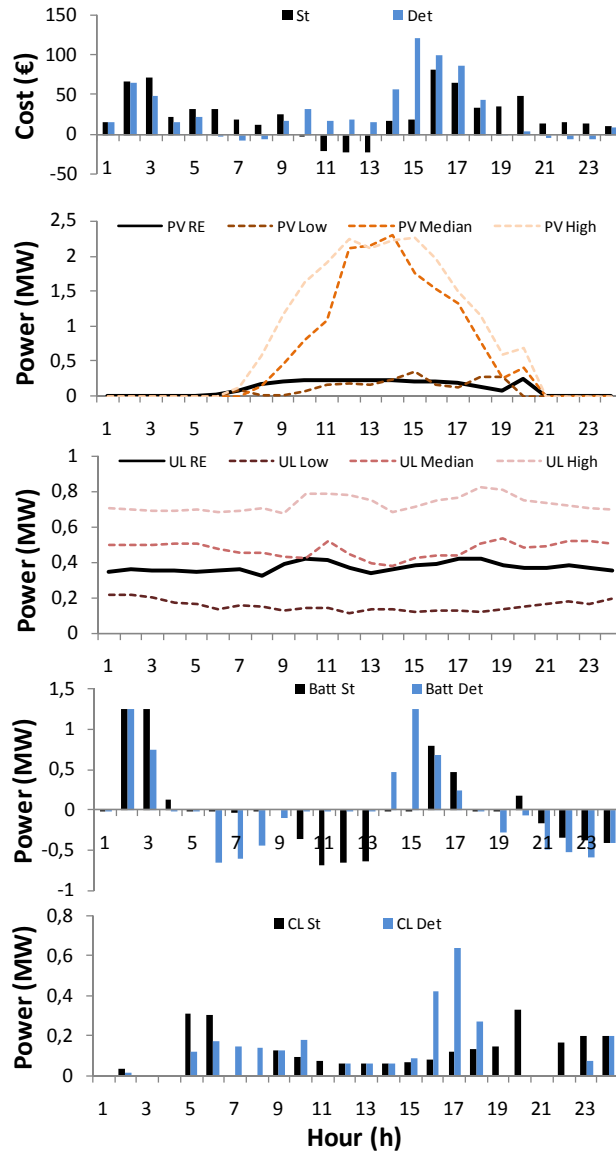 St Det
Cost (€)
150
100
50
0
-50
1 3 5 7 9 11 13 15 17 19 21 23
PV RE PV Low PV Median PV High
Power (MW)
2,5
2
1,5
1
0,5
0
1 3 5 7 9 11 13 15 17 19 21 23
UL RE UL Low UL Median UL High
Power (MW)
1
0,8
0,6
0,4
0,2
0
1 3 5 7 9 11 13 15 17 19 21 23
Batt St Batt Det
Power (MW)
1,5
1
0,5
0
-0,5
-1
1 3 5 7 9 11 13 15 17 19 21 23
CL St CL Det
Power (MW)
0,8
0,6
0,4
0,2
0
1 3 5 7 9 11 13 15 17 19 21 23
Hour (h)